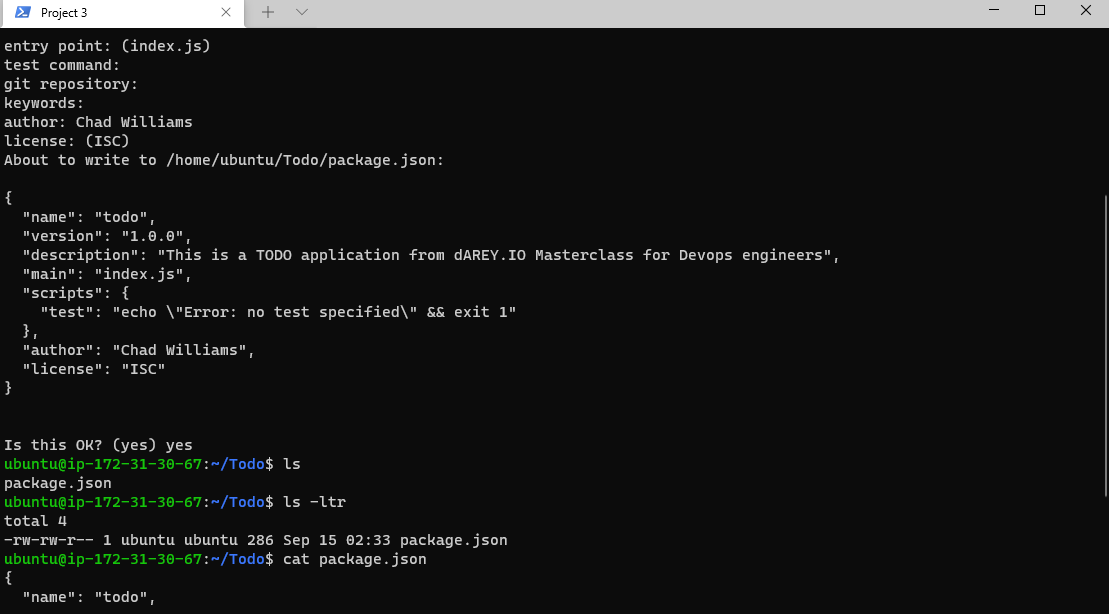 Project 3
entry point: (index.js)
test command:
git repository:
keywords:
author: Chad Williams
license: (ISC)
About to write to /home/ubuntu/Todo/package.json:
{
  "name": "todo",
  "version": "1.0.0",
  "description": "This is a TODO application from dAREY.IO Masterclass for Devops engineers",
  "main": "index.js",
  "scripts": {
    "test": "echo \"Error: no test specified\" && exit 1"
  },
  "author": "Chad Williams",
  "license": "ISC"
}
Is this OK? (yes) yes
ubuntu@ip-172-31-30-67:~/Todo$ ls
package.json
ubuntu@ip-172-31-30-67:~/Todo$ ls -ltr
total 4
-rw-rw-r-- 1 ubuntu ubuntu 286 Sep 15 02:33 package.json
ubuntu@ip-172-31-30-67:~/Todo$ cat package.json
{
  "name": "todo",